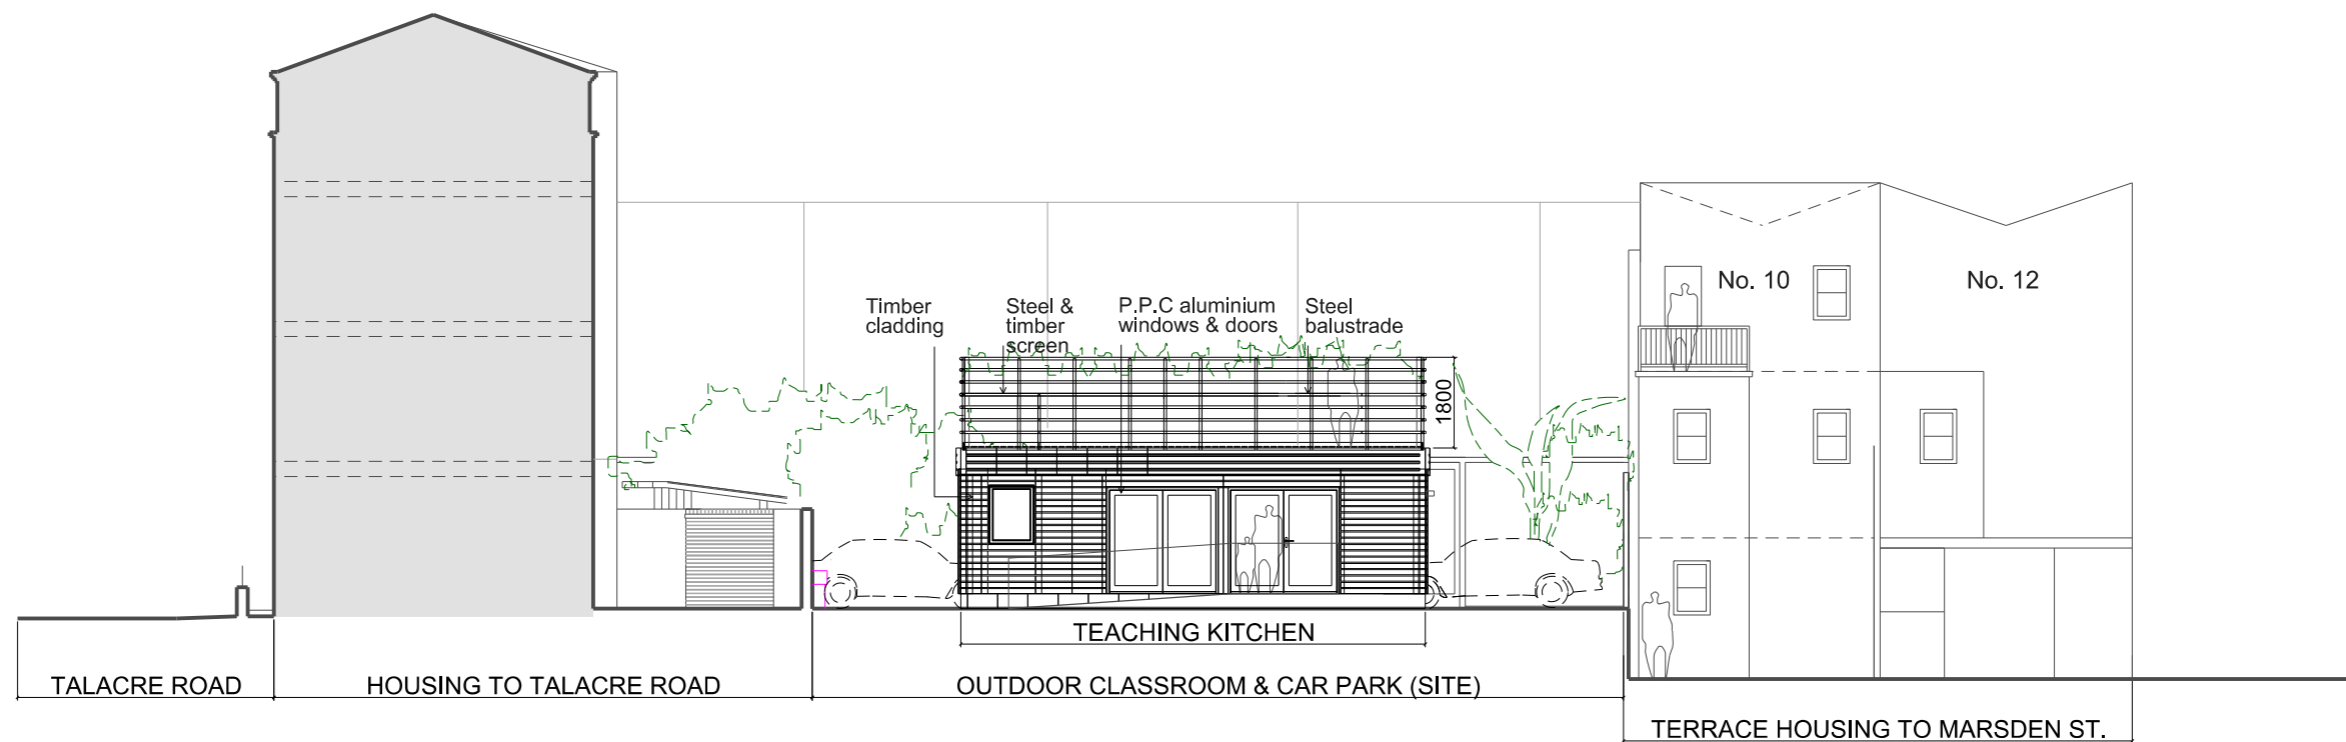 No. 10
No. 12
Timber
cladding
Steel &
timber
screen
P.P.C aluminium
windows & doors
Steel
balustrade
1800
TEACHING KITCHEN
TALACRE ROAD
HOUSING TO TALACRE ROAD
OUTDOOR CLASSROOM & CAR PARK (SITE)
TERRACE HOUSING TO MARSDEN ST.